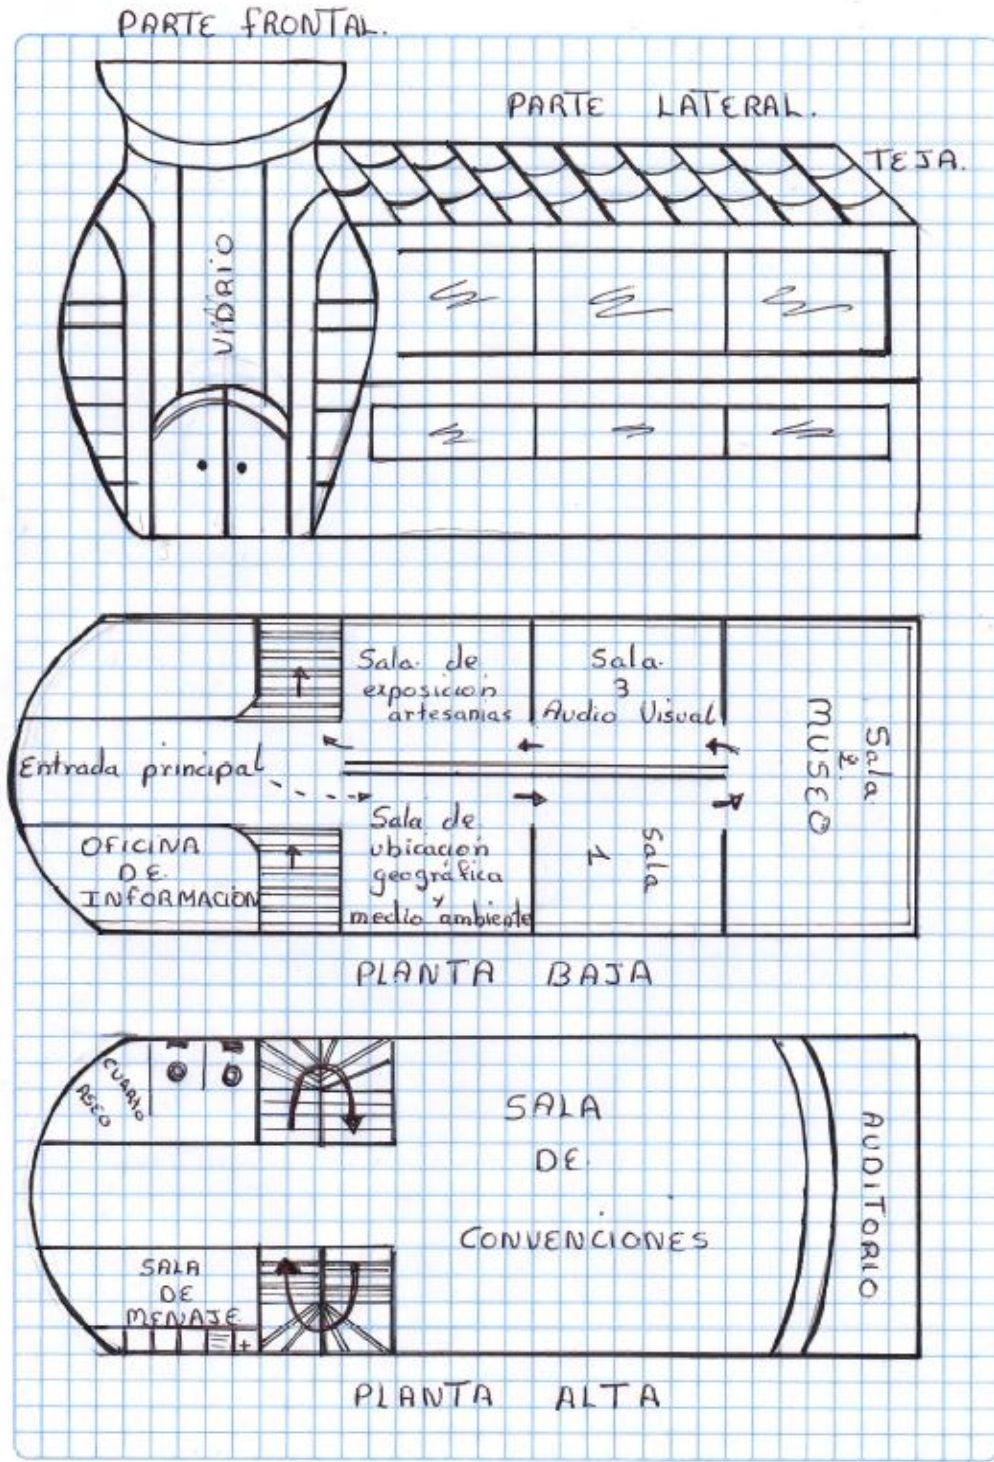 PARTE FRONTAL.
PARTE LATERAL.
TEJA.
VIDRIO
Sala de
exposición
artesanias
Sala
3
Audio Visual
Sala
2.
MUSEO
Entrada principal
Sala de
ubicación
geográfica
y
medio ambiente
Sala
1
OFICINA
DE
INFORMACIÓN
PLANTA BAJA
CUARTO
ASEO
SALA
DE
CONVENCIONES
AUDITORIO
SALA
DE
MENAJE
PLANTA ALTA